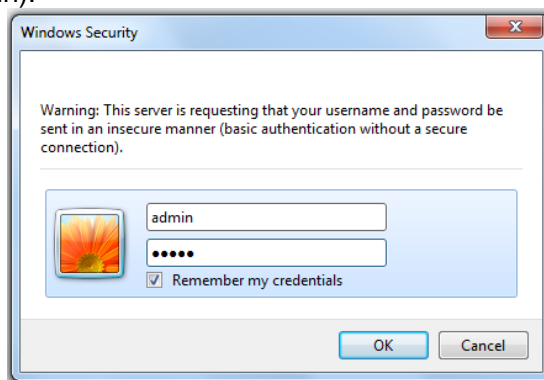 in).
Windows Security
Warning: This server is requesting that your username and password be
sent in an insecure manner (basic authentication without a secure
connection).
admin
•••••
Remember my credentials
OK
Cancel